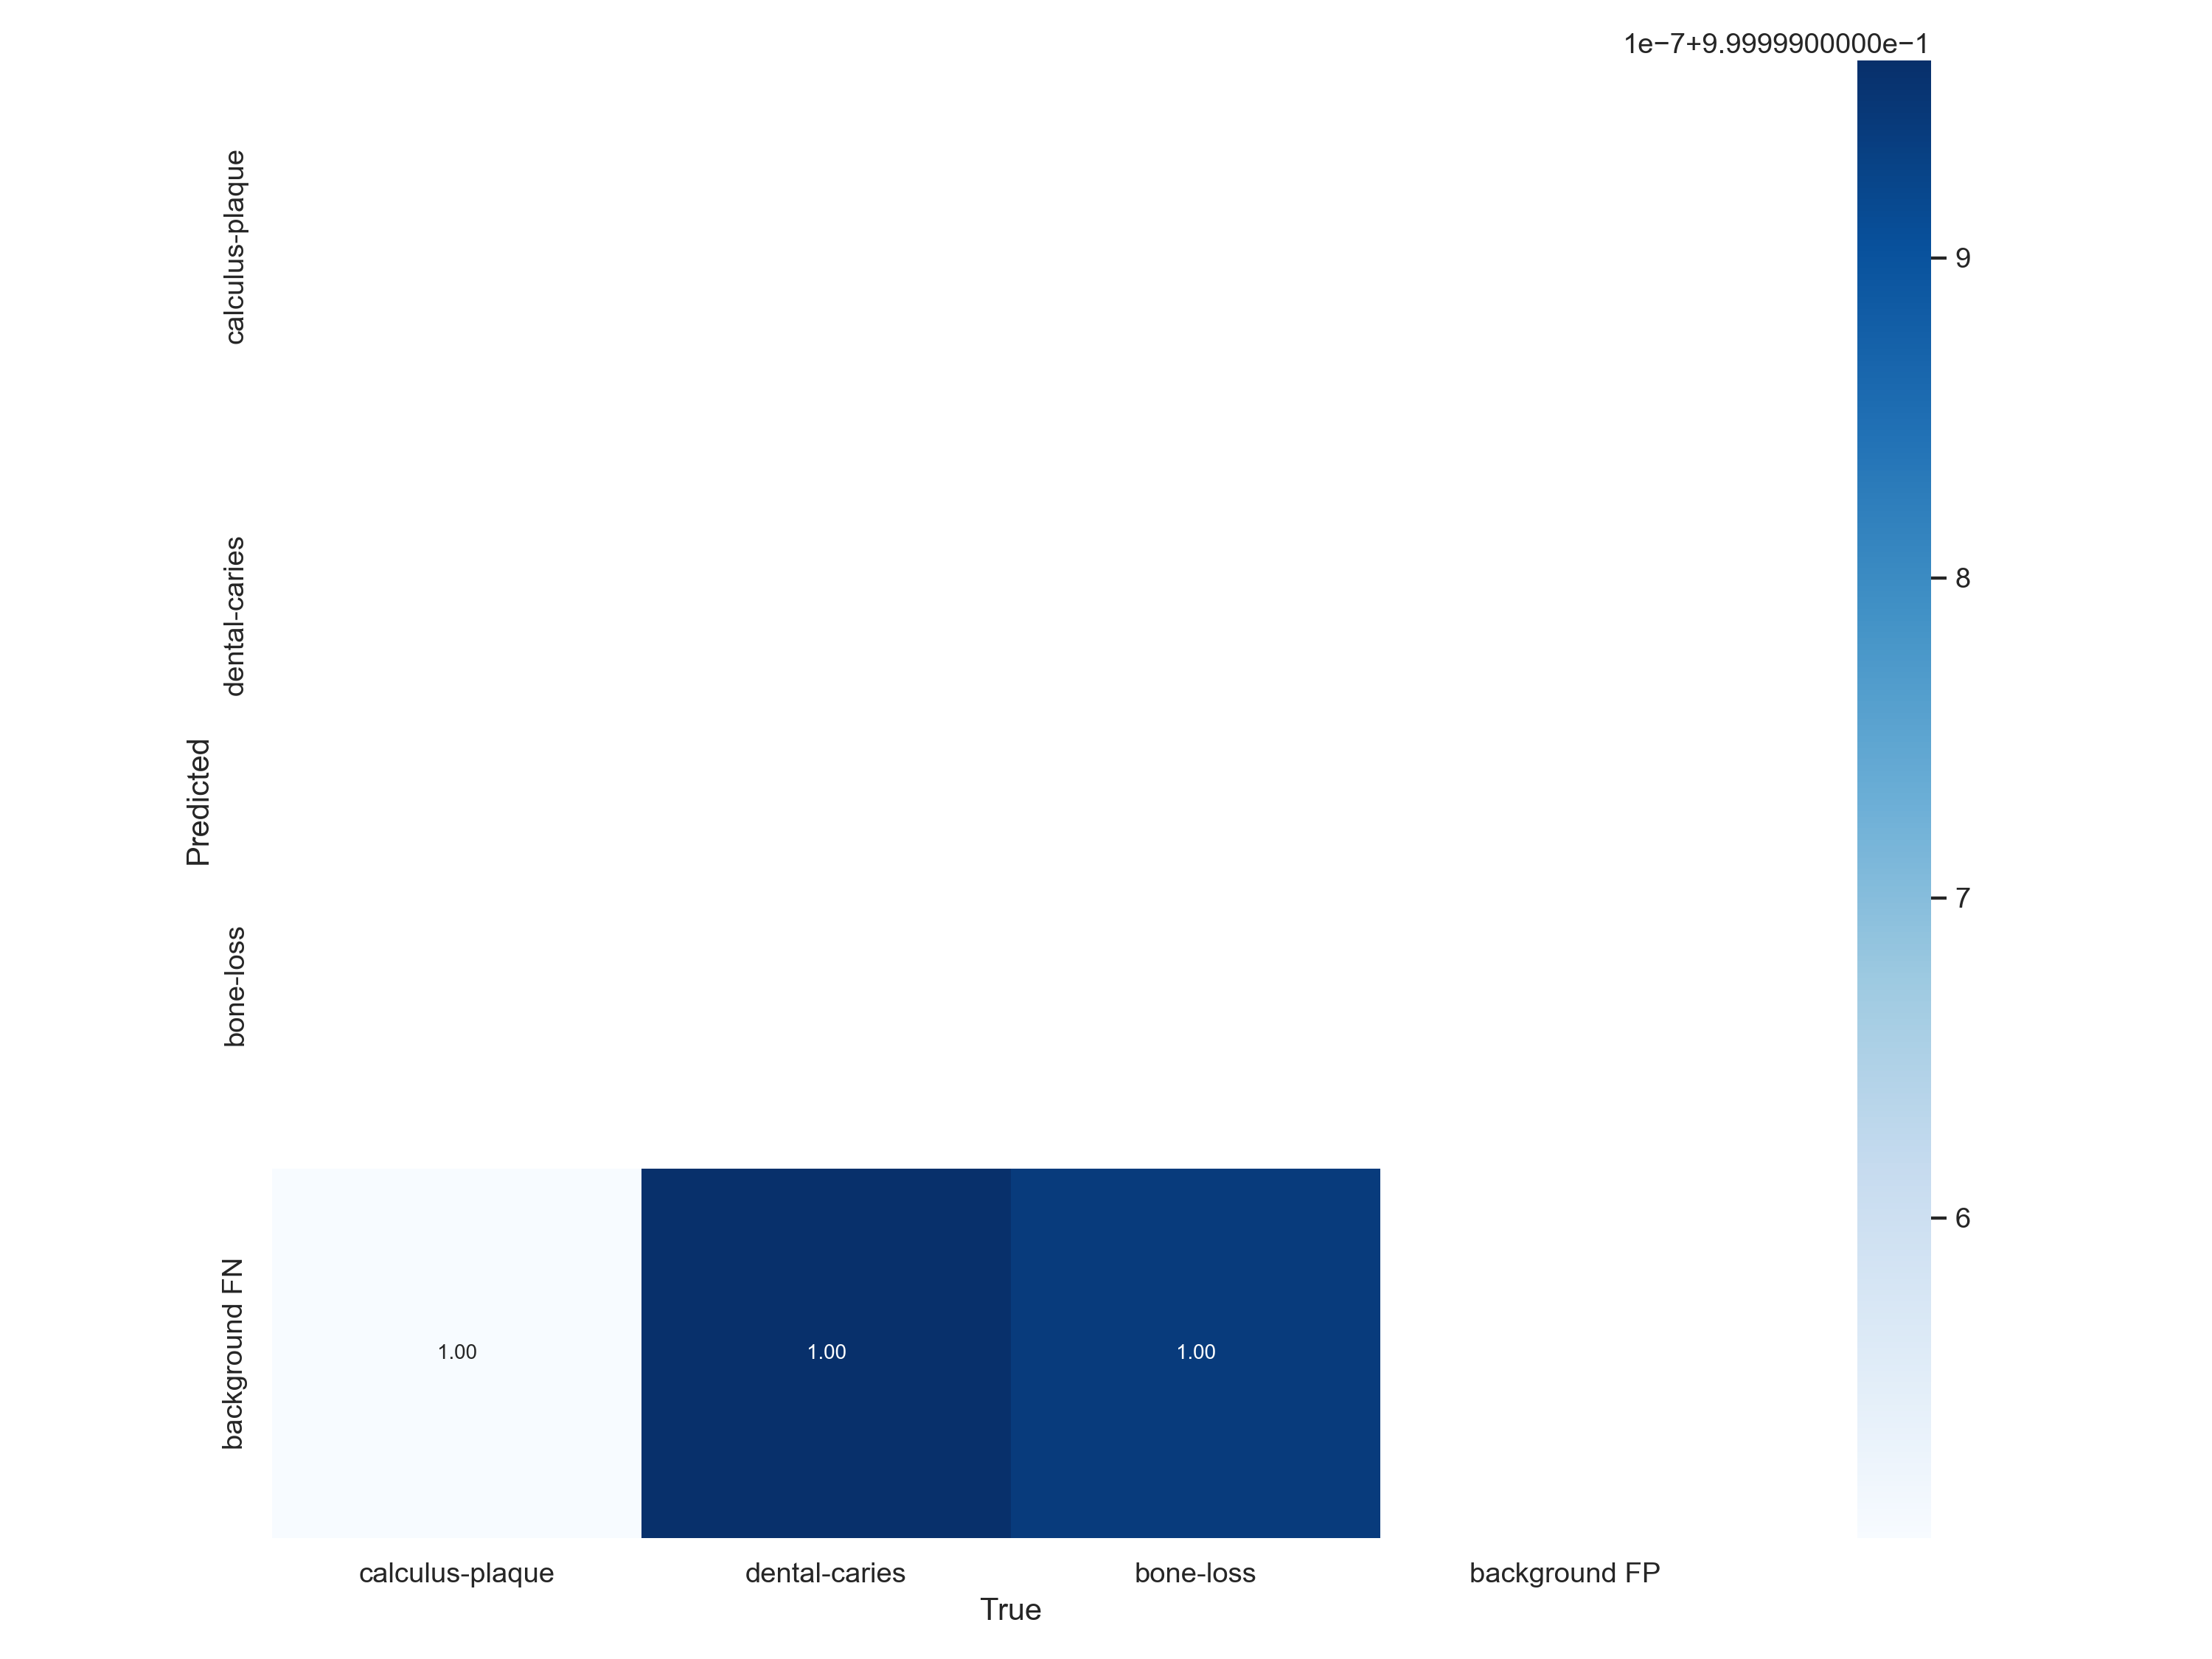 1e−7+9.9999900000e−1
calculus-plaque
dental-caries
bone-loss
background FN
Predicted
9
8
7
6
1.00
1.00
1.00
calculus-plaque
dental-caries
bone-loss
background FP
True